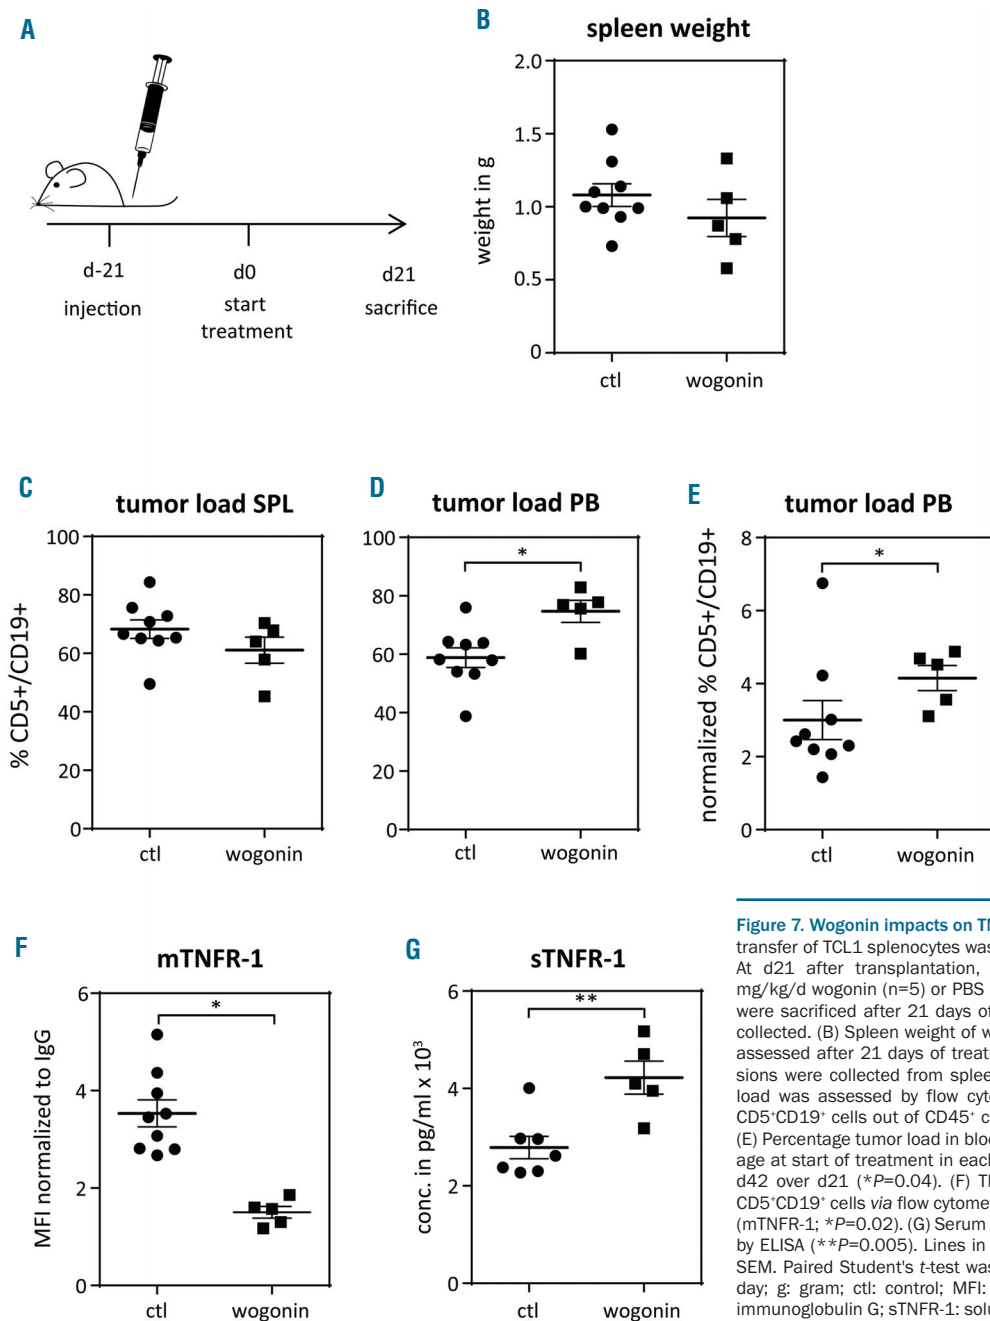 A
d-21
injection
d0
start
treatment
d21
sacrifice
B
spleen weight
weight in g
2.0
1.5
1.0
0.5
0
ctl
wogonin
C
tumor load SPL
% CD5+/CD19+
100
80
60
40
20
0
ctl
wogonin
D
tumor load PB
100
80
60
40
20
0
*
ctl
wogonin
E
tumor load PB
normalized % CD5+/CD19+
8
6
4
2
0
*
ctl
wogonin
F
mTNFR-1
MFI normalized to IgG
6
4
2
0
*
ctl
wogonin
G
sTNFR-1
conc. in pg/ml x 10³
6
4
2
0
**
ctl
wogonin
Figure 7. Wogonin impacts on
transfer of TCL1 splenocytes was
At d21 after transplantation,
mg/kg/d wogonin (n=5) or PBS
were sacrificed after 21 days of
collected. (B) Spleen weight of
assessed after 21 days of
sions were collected from
load was assessed by flow
CD5⁺CD19⁺ cells out of CD45⁺
(E) Percentage tumor load in
age at start of treatment in each
d42 over d21 (*P=0.04). (F)
CD5⁺CD19⁺ cells via flow
(mTNFR-1; *P=0.02). (G) Serum
by ELISA (**P=0.005). Lines in
SEM. Paired Student's t-test was
day; g: gram; ctl: control; MFI:
immunoglobulin G; sTNFR-1: